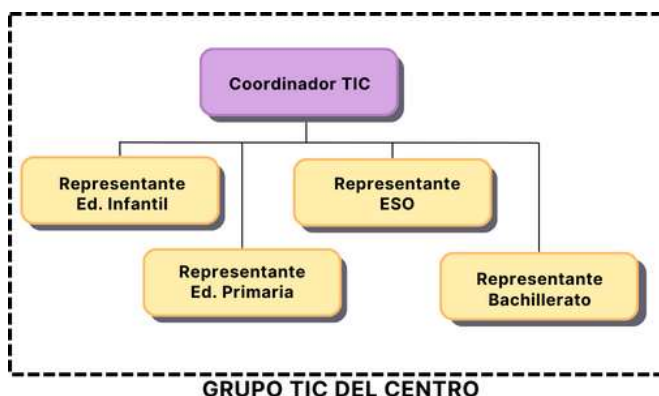 Coordinador TIC
Representante
Ed. Infantil
Representante
ESO
Representante
Ed. Primaria
Representante
Bachillerato
GRUPO TIC DEL CENTRO